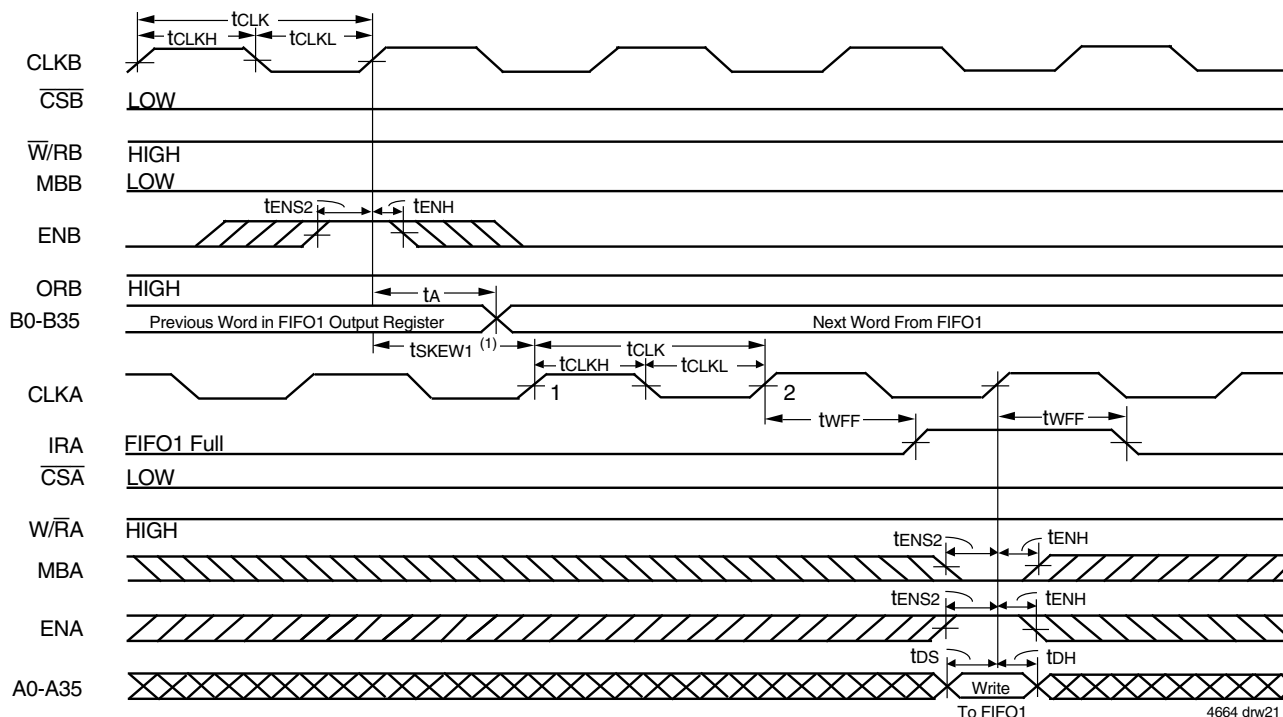 tCLK
tCLKH tCLKL
CLKB
CSB LOW
W/RB HIGH
MBB LOW
tENS2 tENH
ENB
ORB HIGH
tA
B0-B35 Previous Word in FIFO1 Output Register Next Word From FIFO1
tSKEW1 (1) tCLK
tCLKH tCLKL
CLKA 1 2
tWFF tWFF
IRA FIFO1 Full
CSA LOW
W/RA HIGH
tENS2 tENH
MBA
tENS2 tENH
ENA
tDS tDH
A0-A35 Write
To FIFO1
4664 drw21